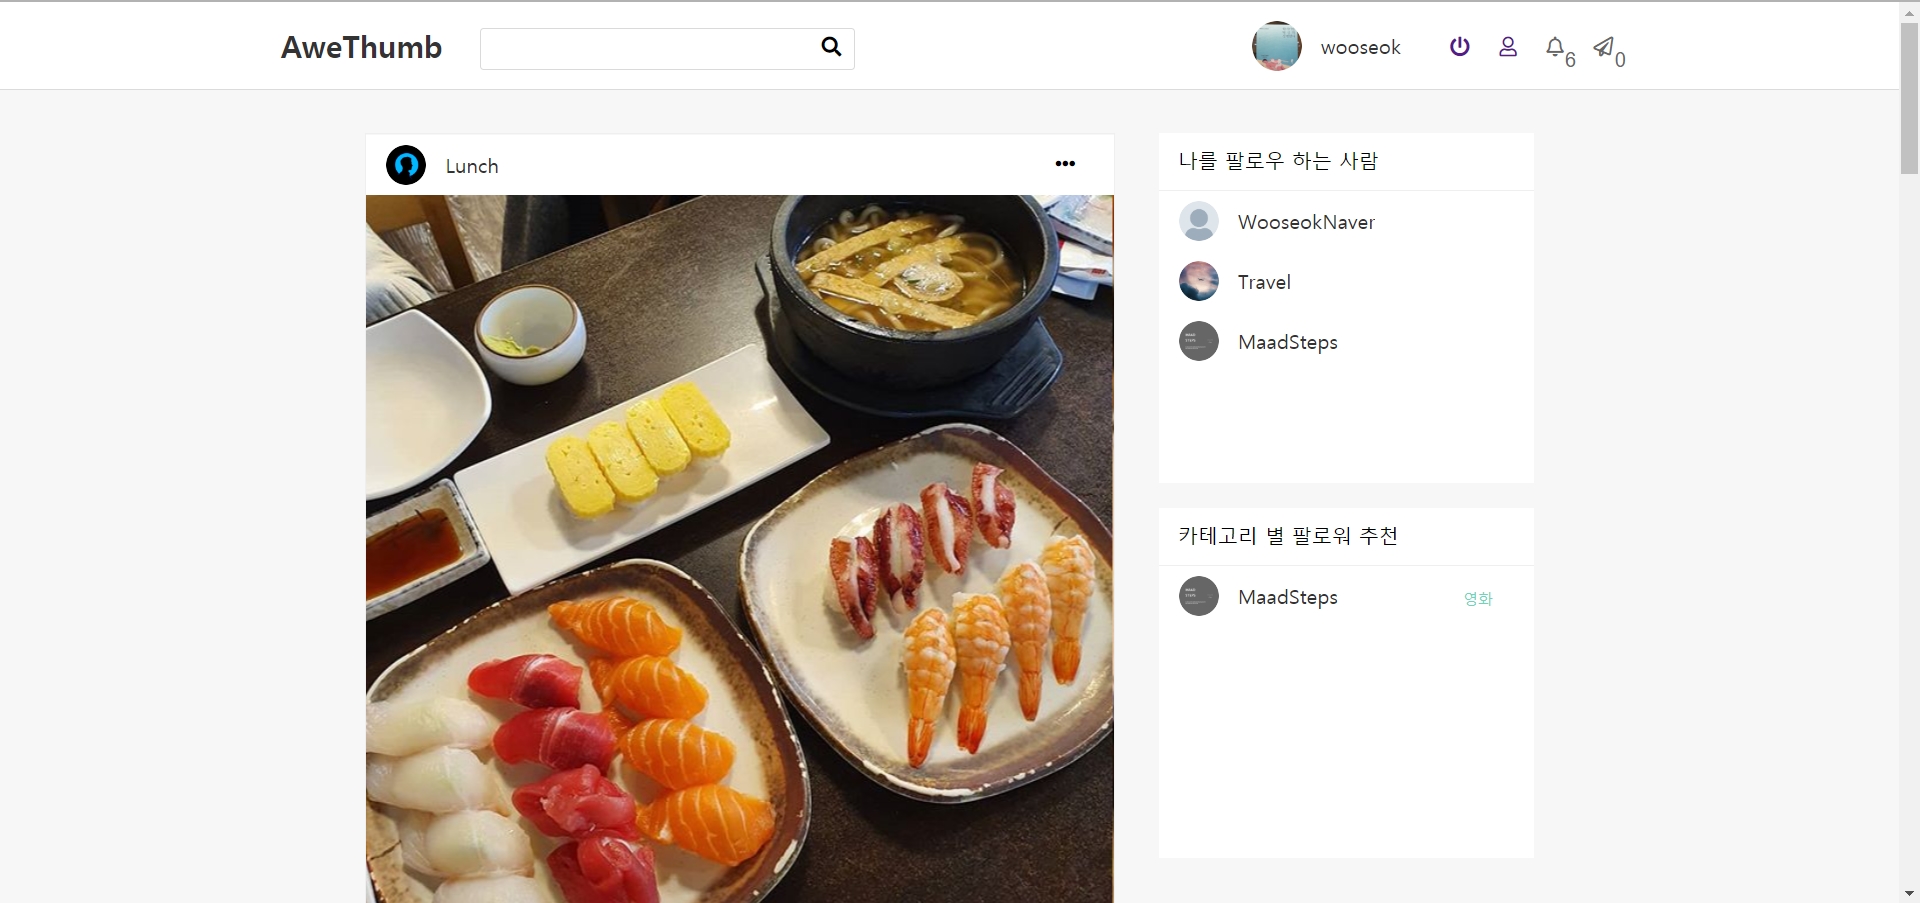 AweThumb
wooseok
6
0
Lunch
나를 팔로우 하는 사람
WooseokNaver
Travel
MaadSteps
카테고리 별 팔로워 추천
MaadSteps
영화